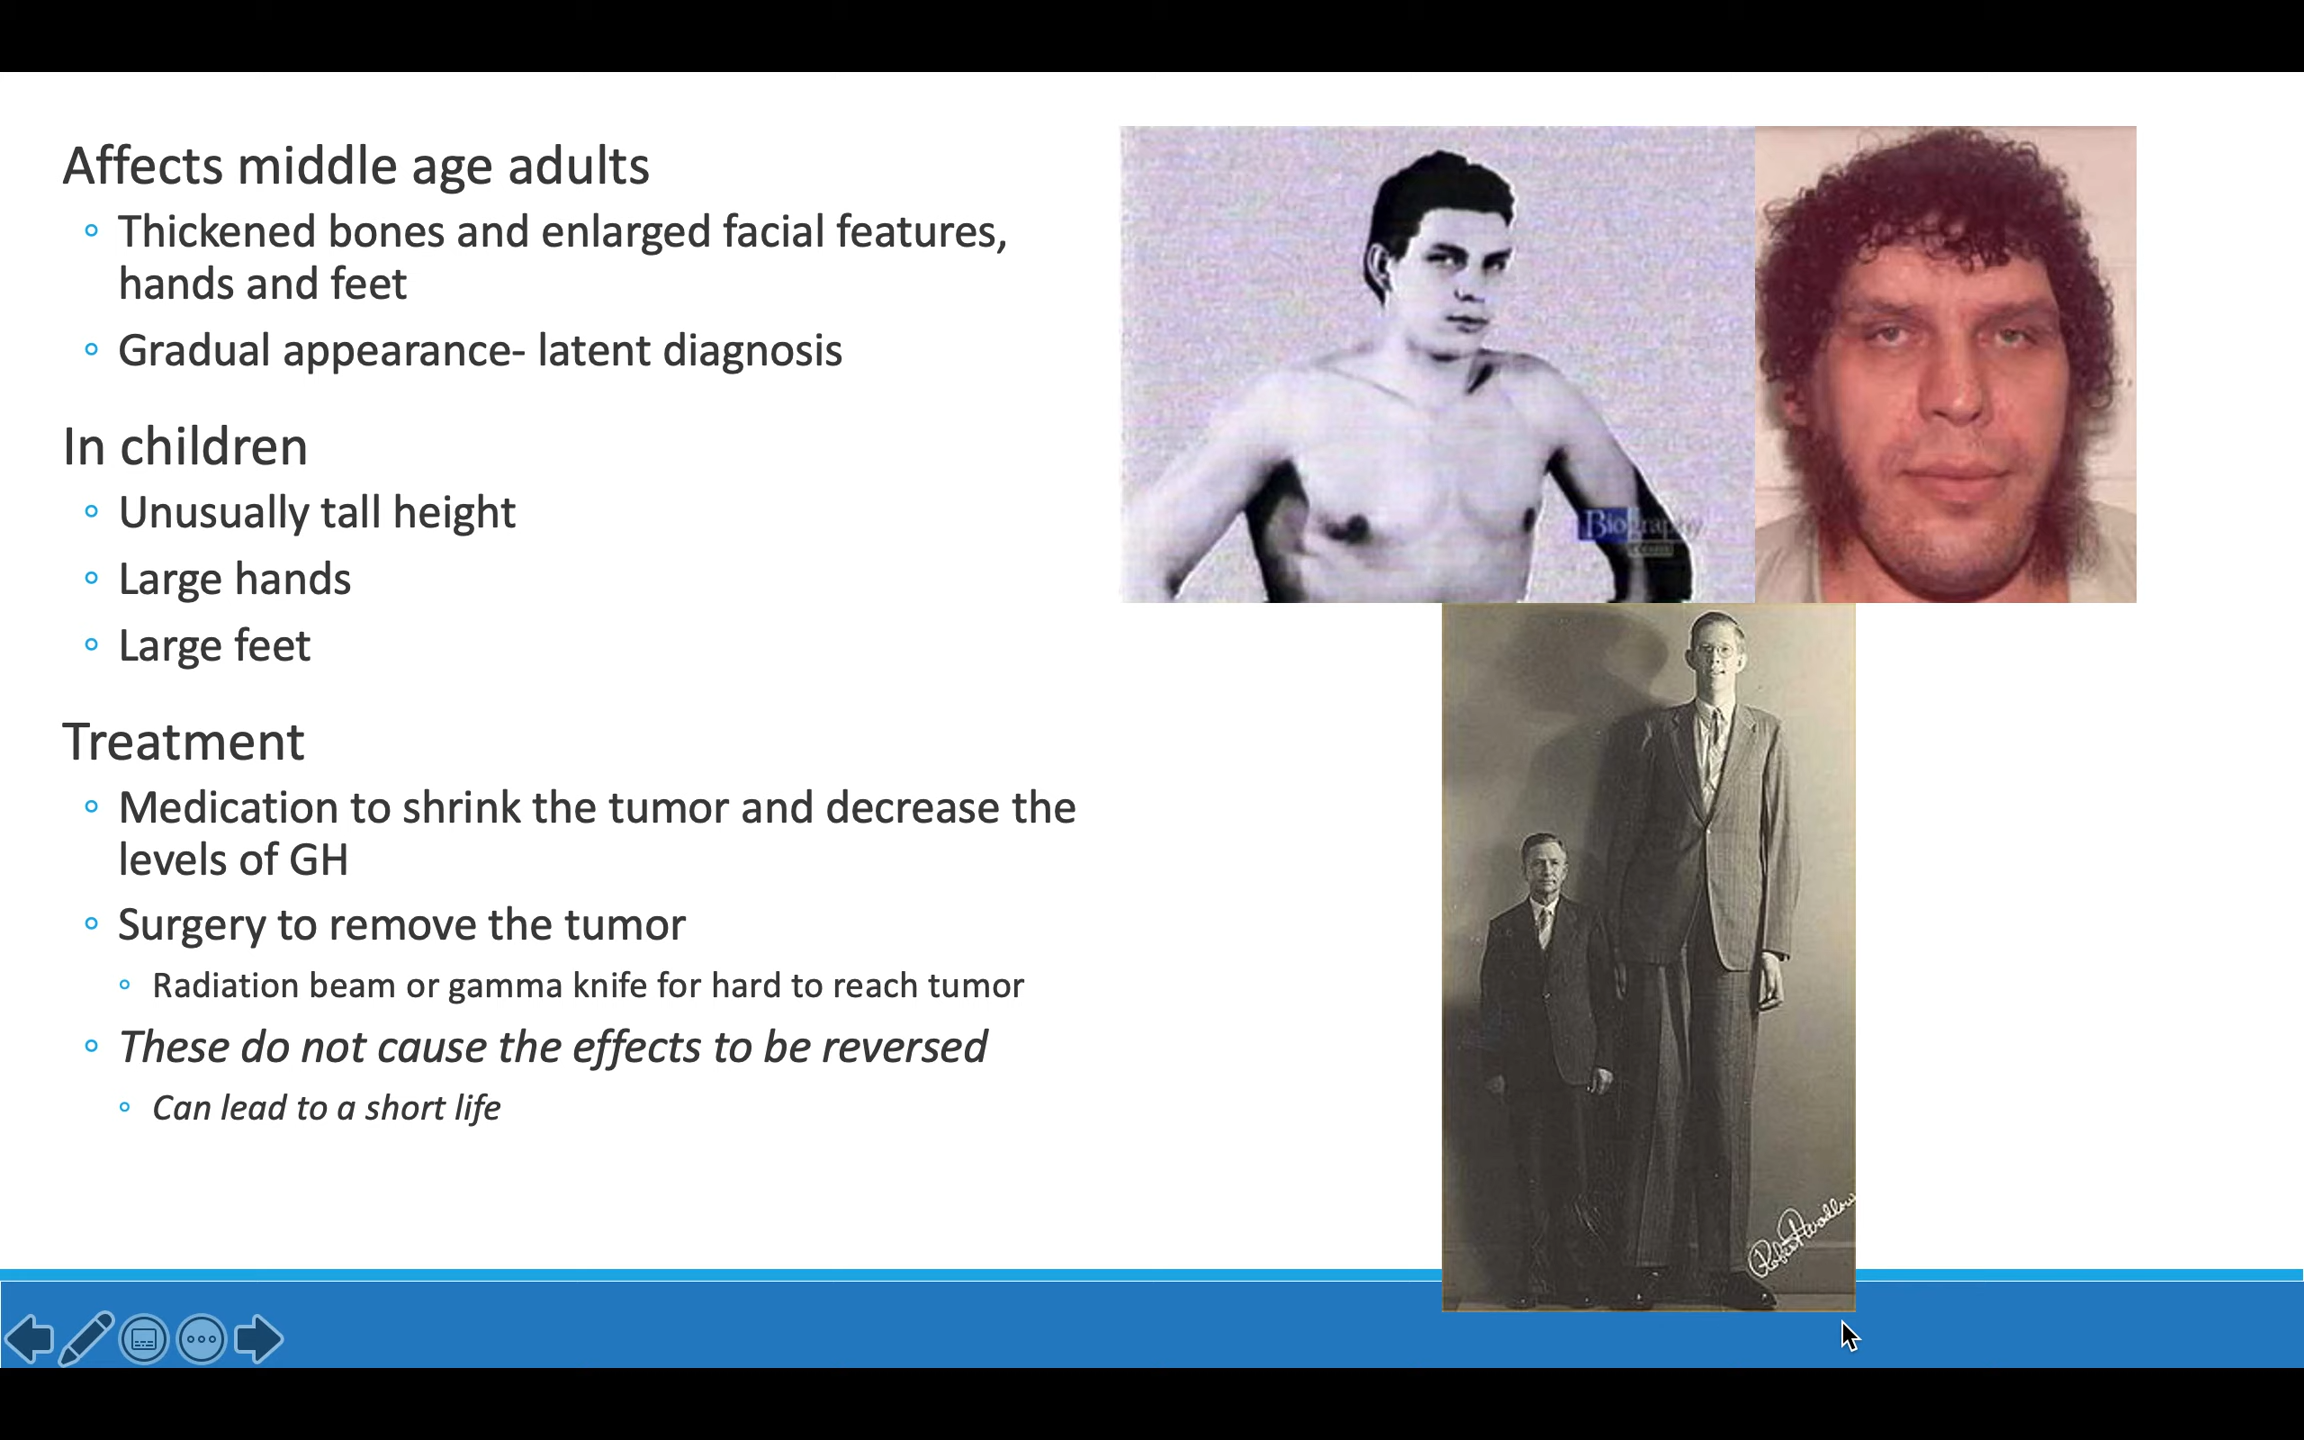 Affects middle age adults
Thickened bones and enlarged facial features,
hands and feet
Gradual appearance- latent diagnosis
In children
Unusually tall height
Large hands
Large feet
Treatment
Medication to shrink the tumor and decrease the
levels of GH
Surgery to remove the tumor
Radiation beam or gamma knife for hard to reach tumor
These do not cause the effects to be reversed
Can lead to a short life
Biography
Robert Wadlow